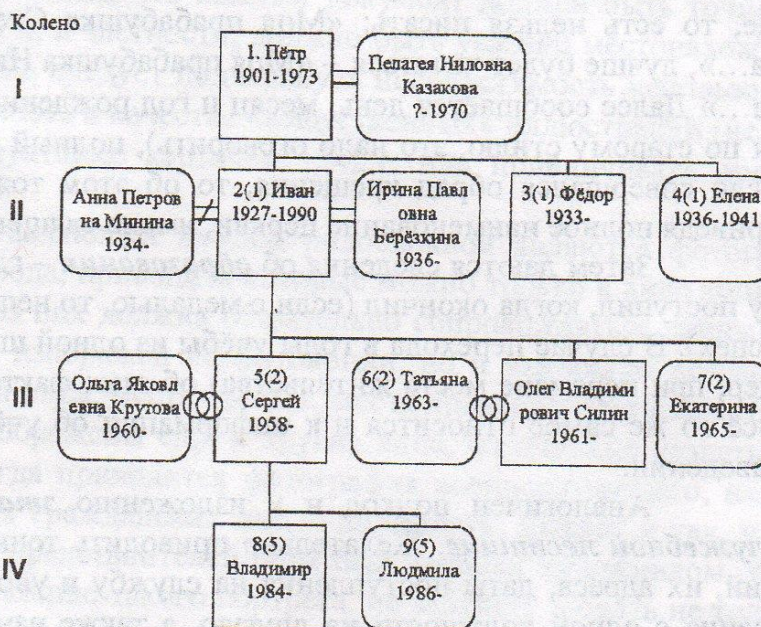 Колено
I
1. Пётр
1901-1973
Пелагея Ниловна
Казакова
?-1970
II
Анна Петров
на Минина
1934-
2(1) Иван
1927-1990
Ирина Павл
овна
Берёзкина
1936-
3(1) Фёдор
1933-
4(1) Елена
1936-1941
III
Ольга Яковл
евна Крутова
1960-
5(2)
Сергей
1958-
6(2) Татьяна
1963-
Олег Владими
рович Силин
1961-
7(2)
Екатерина
1965-
IV
8(5)
Владимир
1984-
9(5)
Людмила
1986-